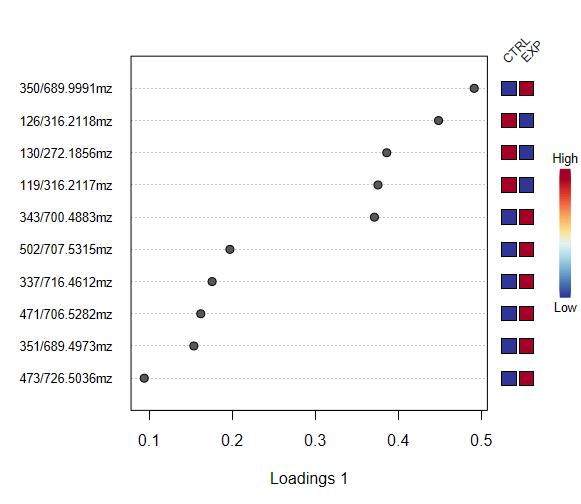 CTRL
EXP
350/689.9991mz
126/316.2118mz
130/272.1856mz
119/316.2117mz
343/700.4883mz
502/707.5315mz
337/716.4612mz
471/706.5282mz
351/689.4973mz
473/726.5036mz
High
Low
0.1 0.2 0.3 0.4 0.5
Loadings 1